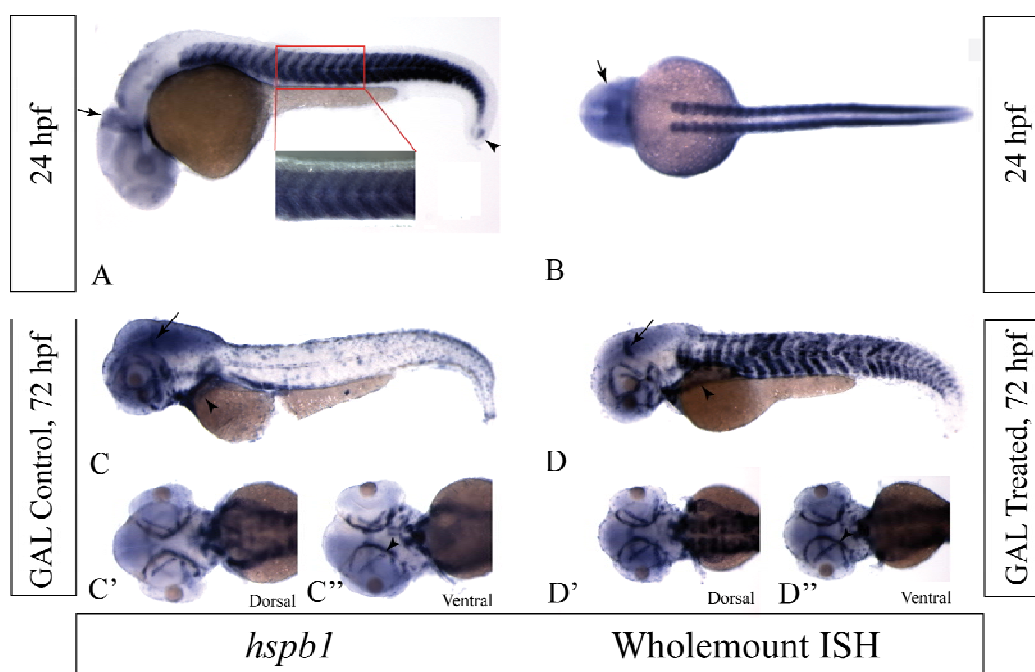 24 hpf
A
B
24 hpf
GAL Control, 72 hpf
C
D
GAL Treated, 72 hpf
C'
Dorsal
C"
Ventral
D'
Dorsal
D"
Ventral
hspb1
Wholemount ISH